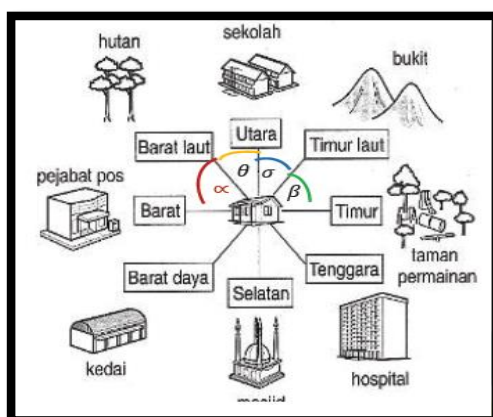 hutan
sekolah
bukit
Barat laut
Utara
Timur laut
pejabat pos
∝
θ
σ
β
Barat
Timur
taman
permainan
Barat daya
Selatan
Tenggara
kedai
masjid
hospital